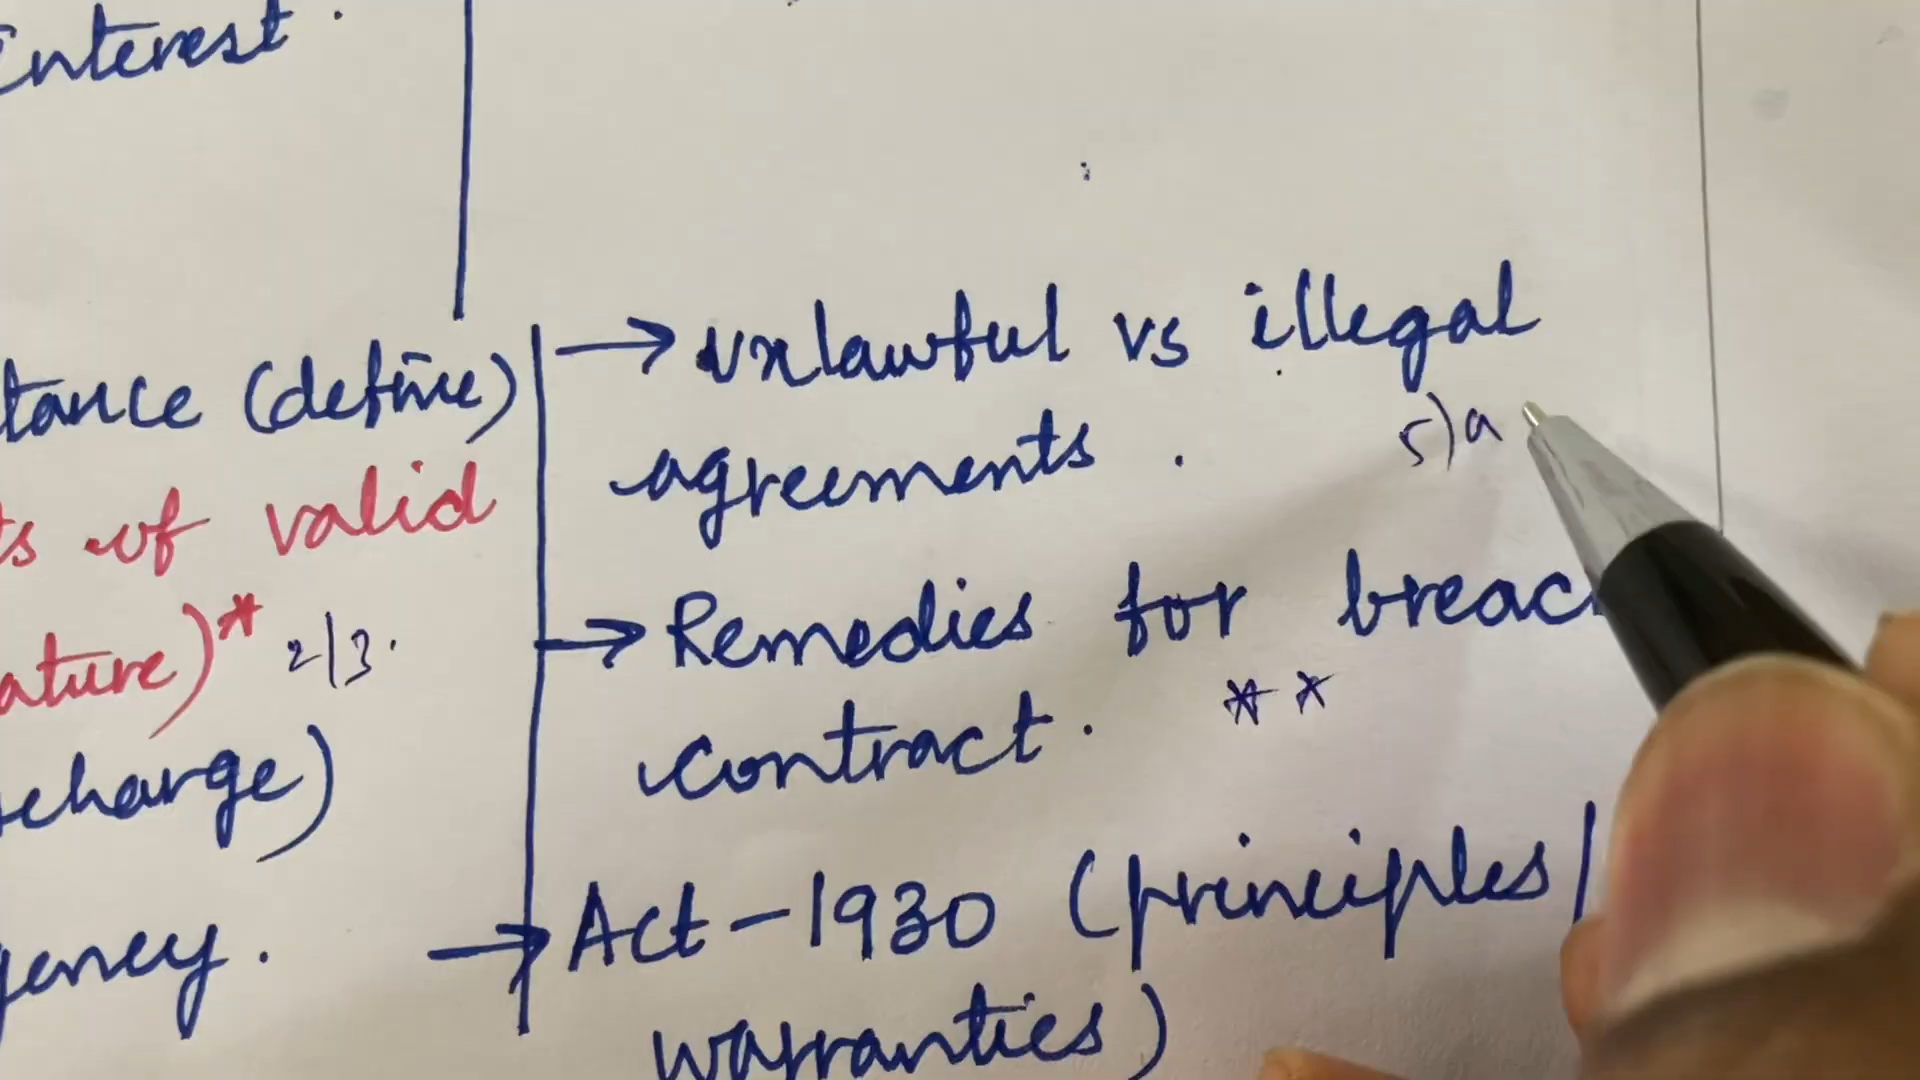 Interest.
tance (define)
ts of valid
ature)* 2/3.
charge)
gency.
→ unlawful vs illegal
agreements. 5) a
→ Remedies for breac
contract. **
→ Act-1930 (principles/
warranties)